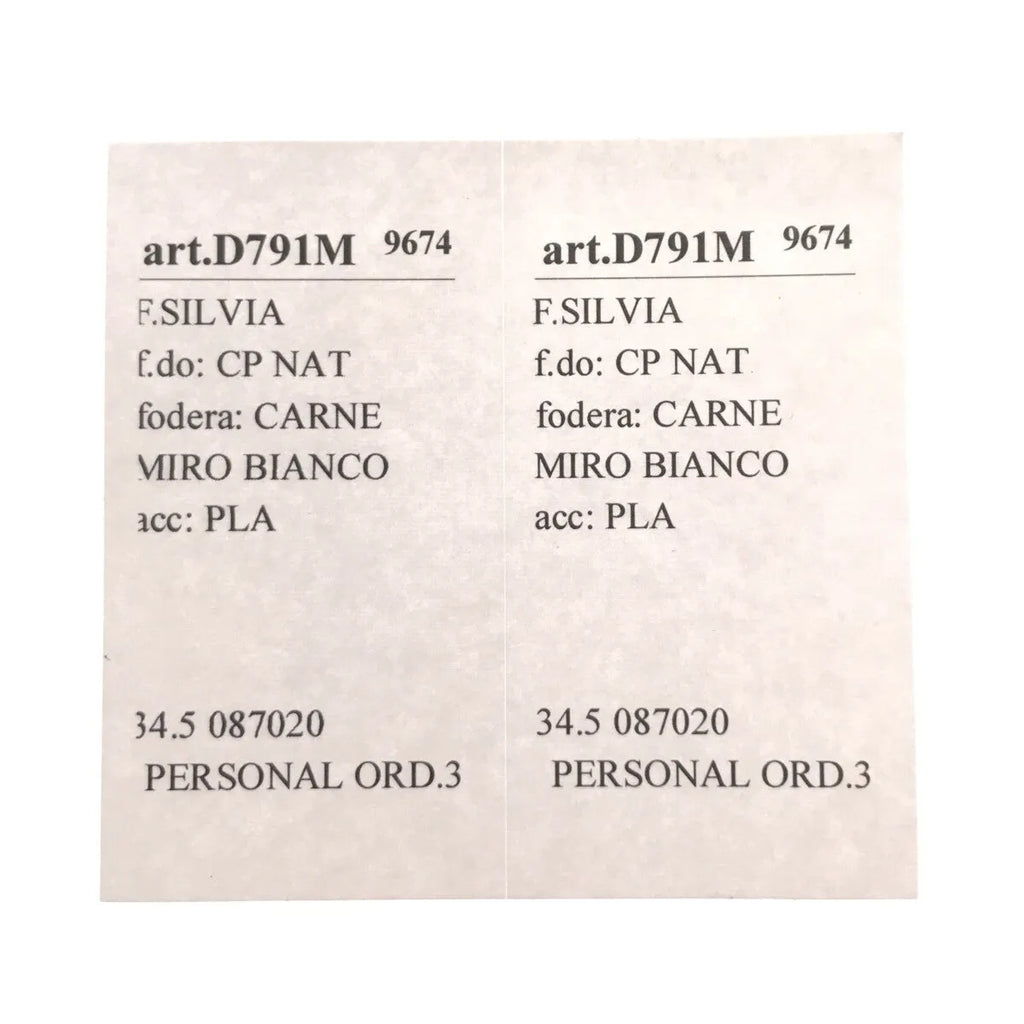 art.D791M 9674
F.SILVIA
f.do: CP NAT
fodera: CARNE
MIRO BIANCO
acc: PLA
34.5 087020
PERSONAL ORD.3
art.D791M 9674
F.SILVIA
f.do: CP NAT
fodera: CARNE
MIRO BIANCO
acc: PLA
34.5 087020
PERSONAL ORD.3